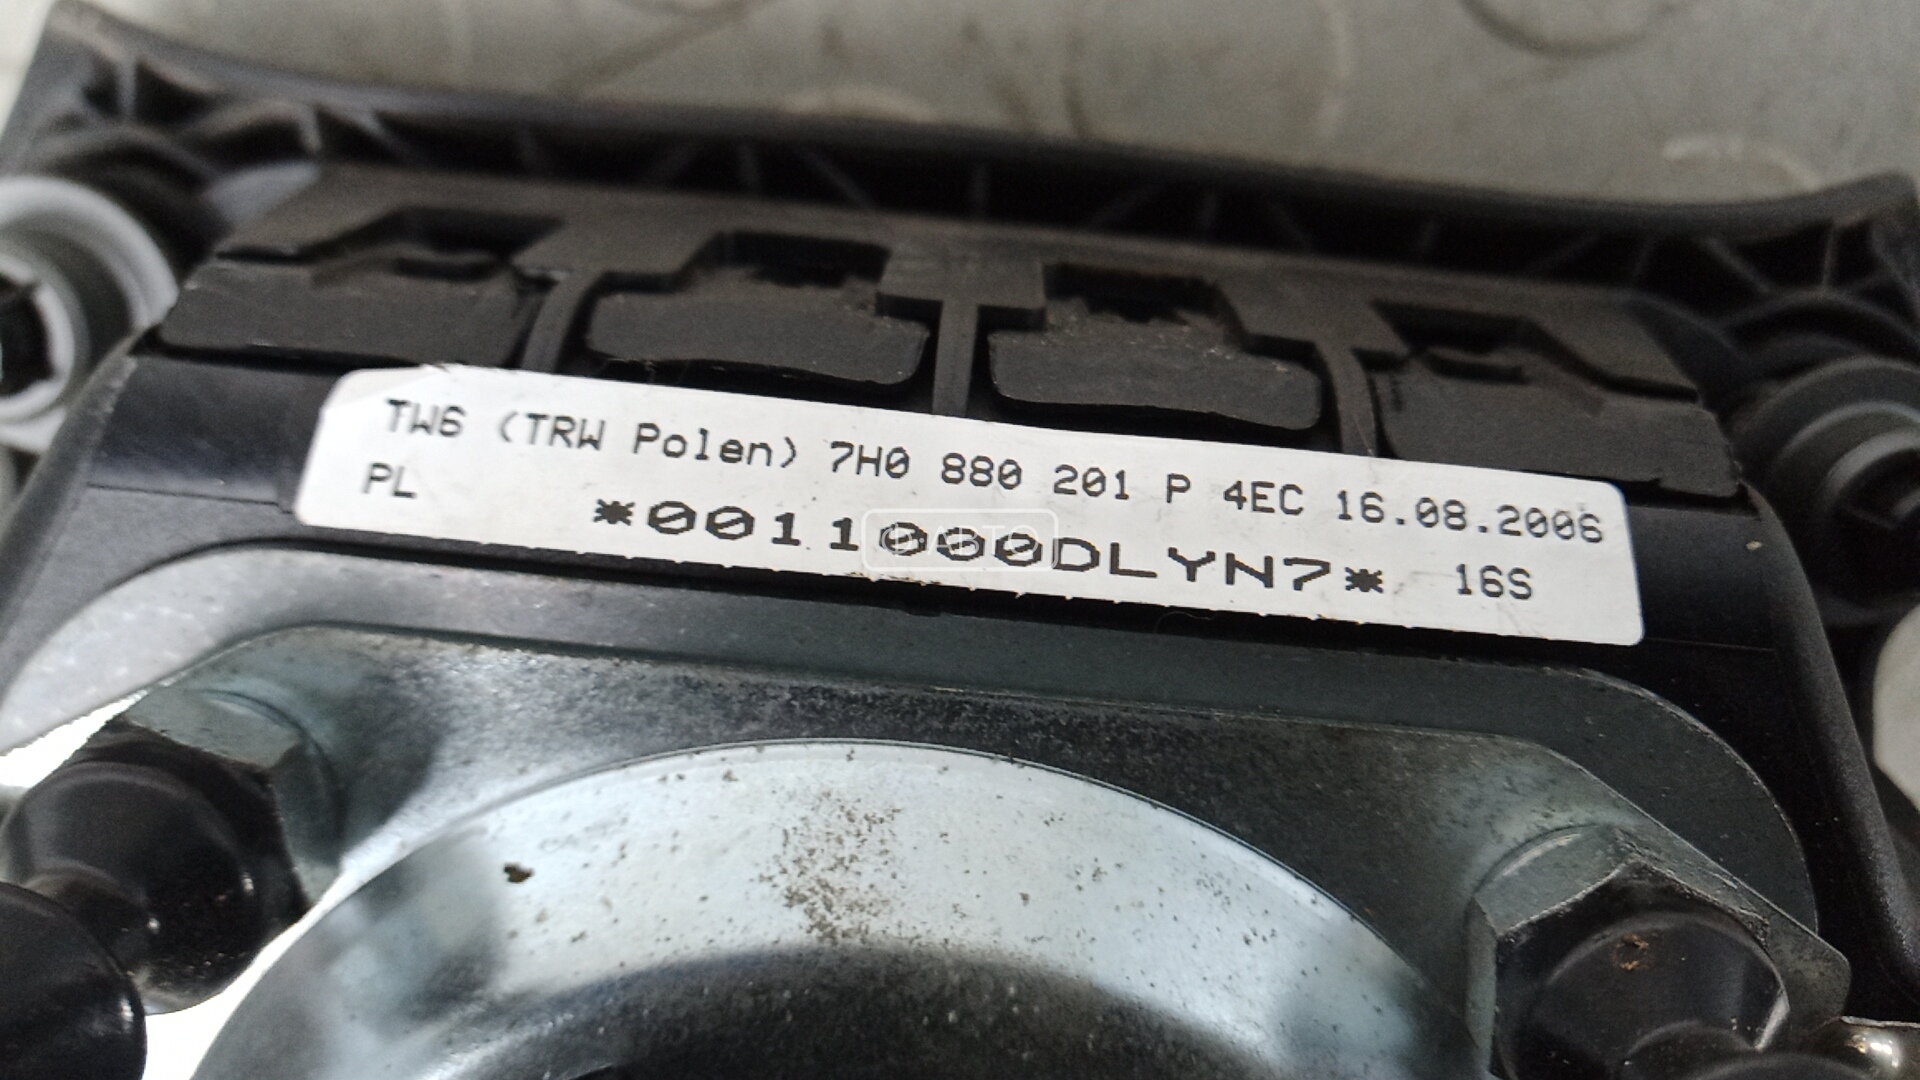 TW6 (TRW Polen) 7H0 880 201 P 4EC 16.08.2006
PL *0011000DLYN7* 16S